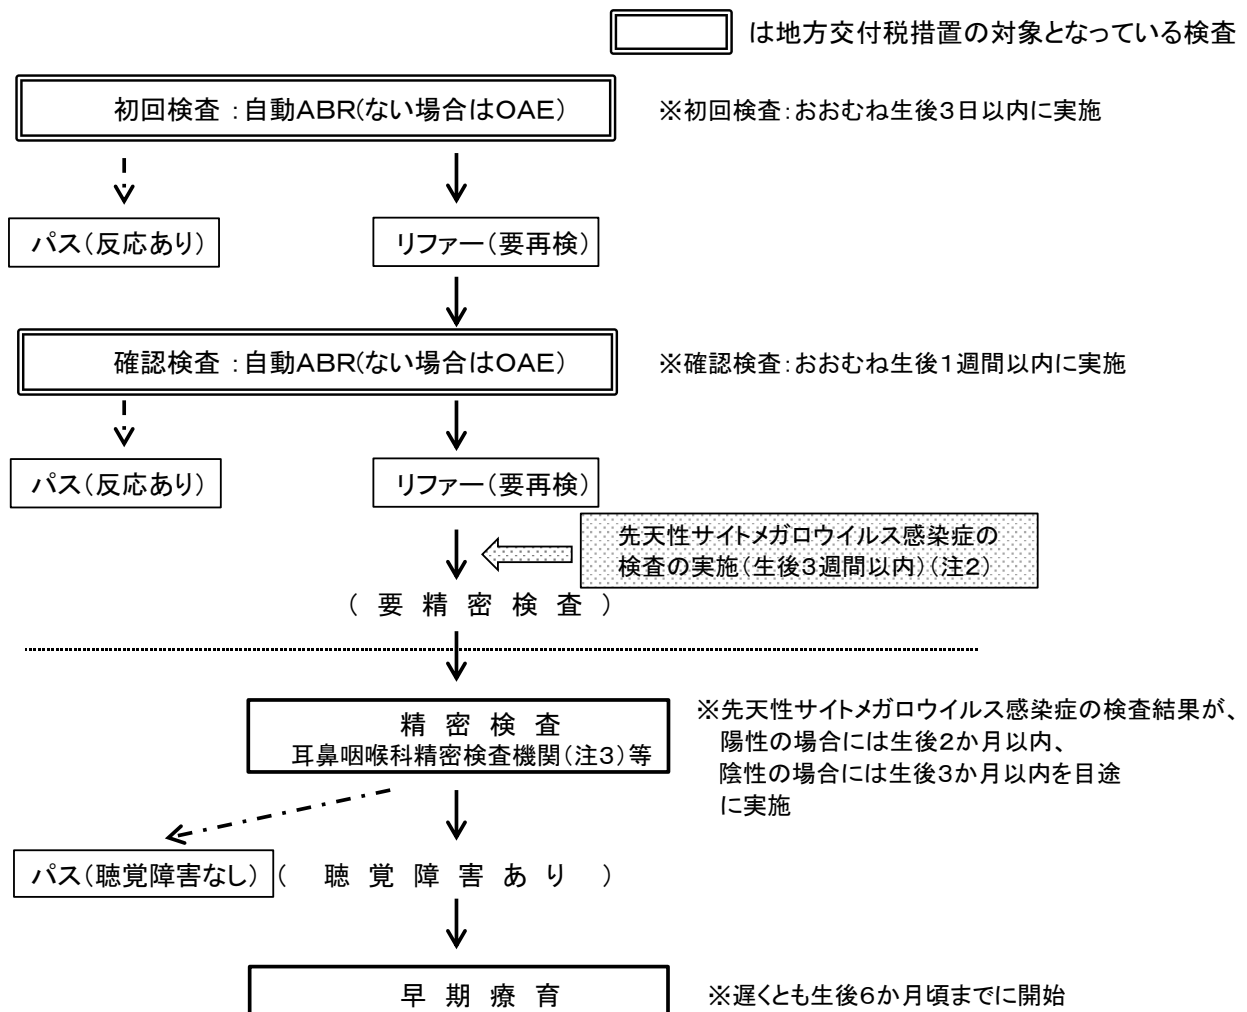 は地方交付税措置の対象となっている検査
初回検査：自動ABR(ない場合はOAE)
※初回検査：おおむね生後3日以内に実施
パス(反応あり)
リファー(要再検)
確認検査：自動ABR(ない場合はOAE)
※確認検査：おおむね生後1週間以内に実施
パス(反応あり)
リファー(要再検)
先天性サイトメガロウイルス感染症の
検査の実施(生後3週間以内)(注2)
(要精密検査)
精密検査
耳鼻咽喉科精密検査機関(注3)等
※先天性サイトメガロウイルス感染症の検査結果が、
陽性の場合には生後2か月以内、
陰性の場合には生後3か月以内を目途
に実施
パス(聴覚障害なし)
(聴覚障害あり)
早期療育
※遅くとも生後6か月頃までに開始